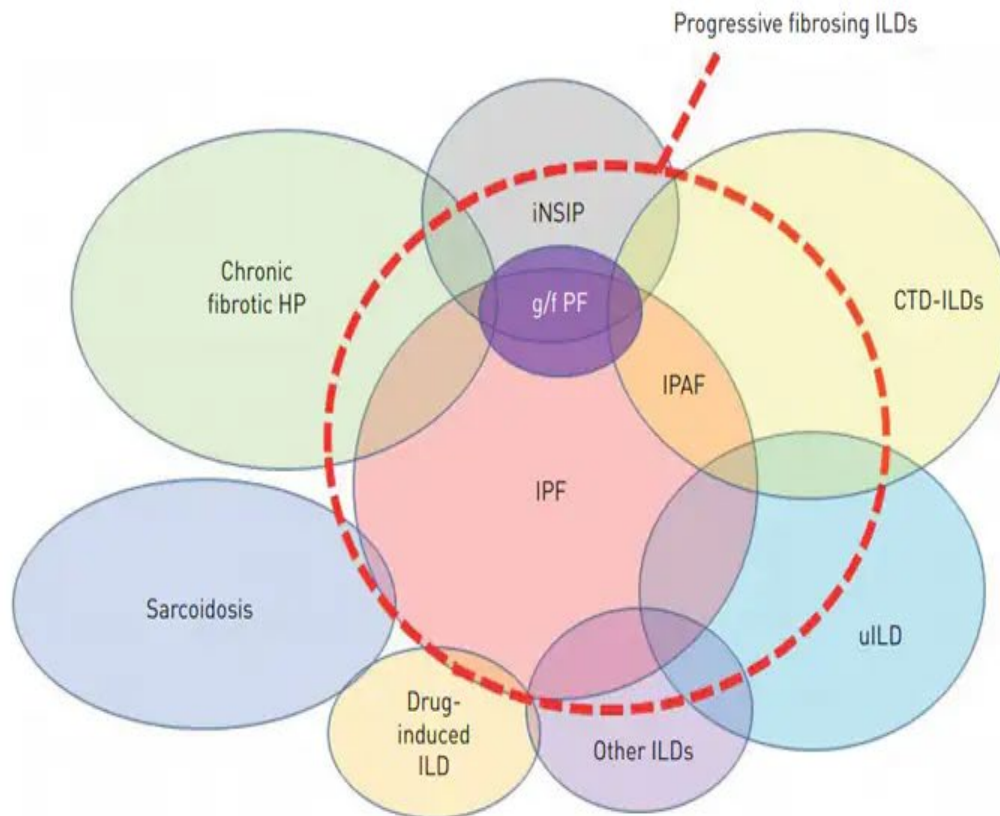 Progressive fibrosing ILDs
iNSIP
Chronic
fibrotic HP
g/f PF
CTD-ILDs
IPAF
IPF
Sarcoidosis
uILD
Drug-
induced
ILD
Other ILDs